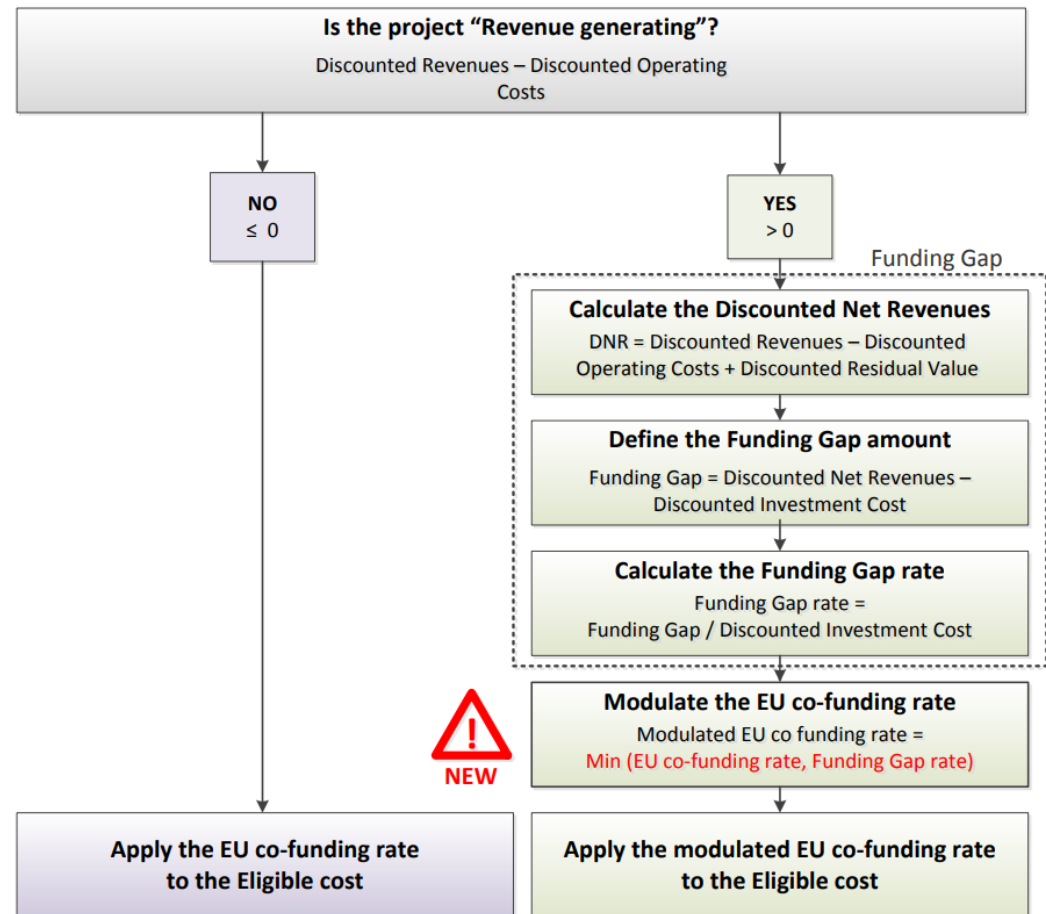 Is the project “Revenue generating”?
Discounted Revenues – Discounted Operating
Costs
NO
≤ 0
YES
> 0
Funding Gap
Calculate the Discounted Net Revenues
DNR = Discounted Revenues – Discounted
Operating Costs + Discounted Residual Value
Define the Funding Gap amount
Funding Gap = Discounted Net Revenues –
Discounted Investment Cost
Calculate the Funding Gap rate
Funding Gap rate =
Funding Gap / Discounted Investment Cost
!
NEW
Modulate the EU co-funding rate
Modulated EU co funding rate =
Min (EU co-funding rate, Funding Gap rate)
Apply the EU co-funding rate
to the Eligible cost
Apply the modulated EU co-funding rate
to the Eligible cost